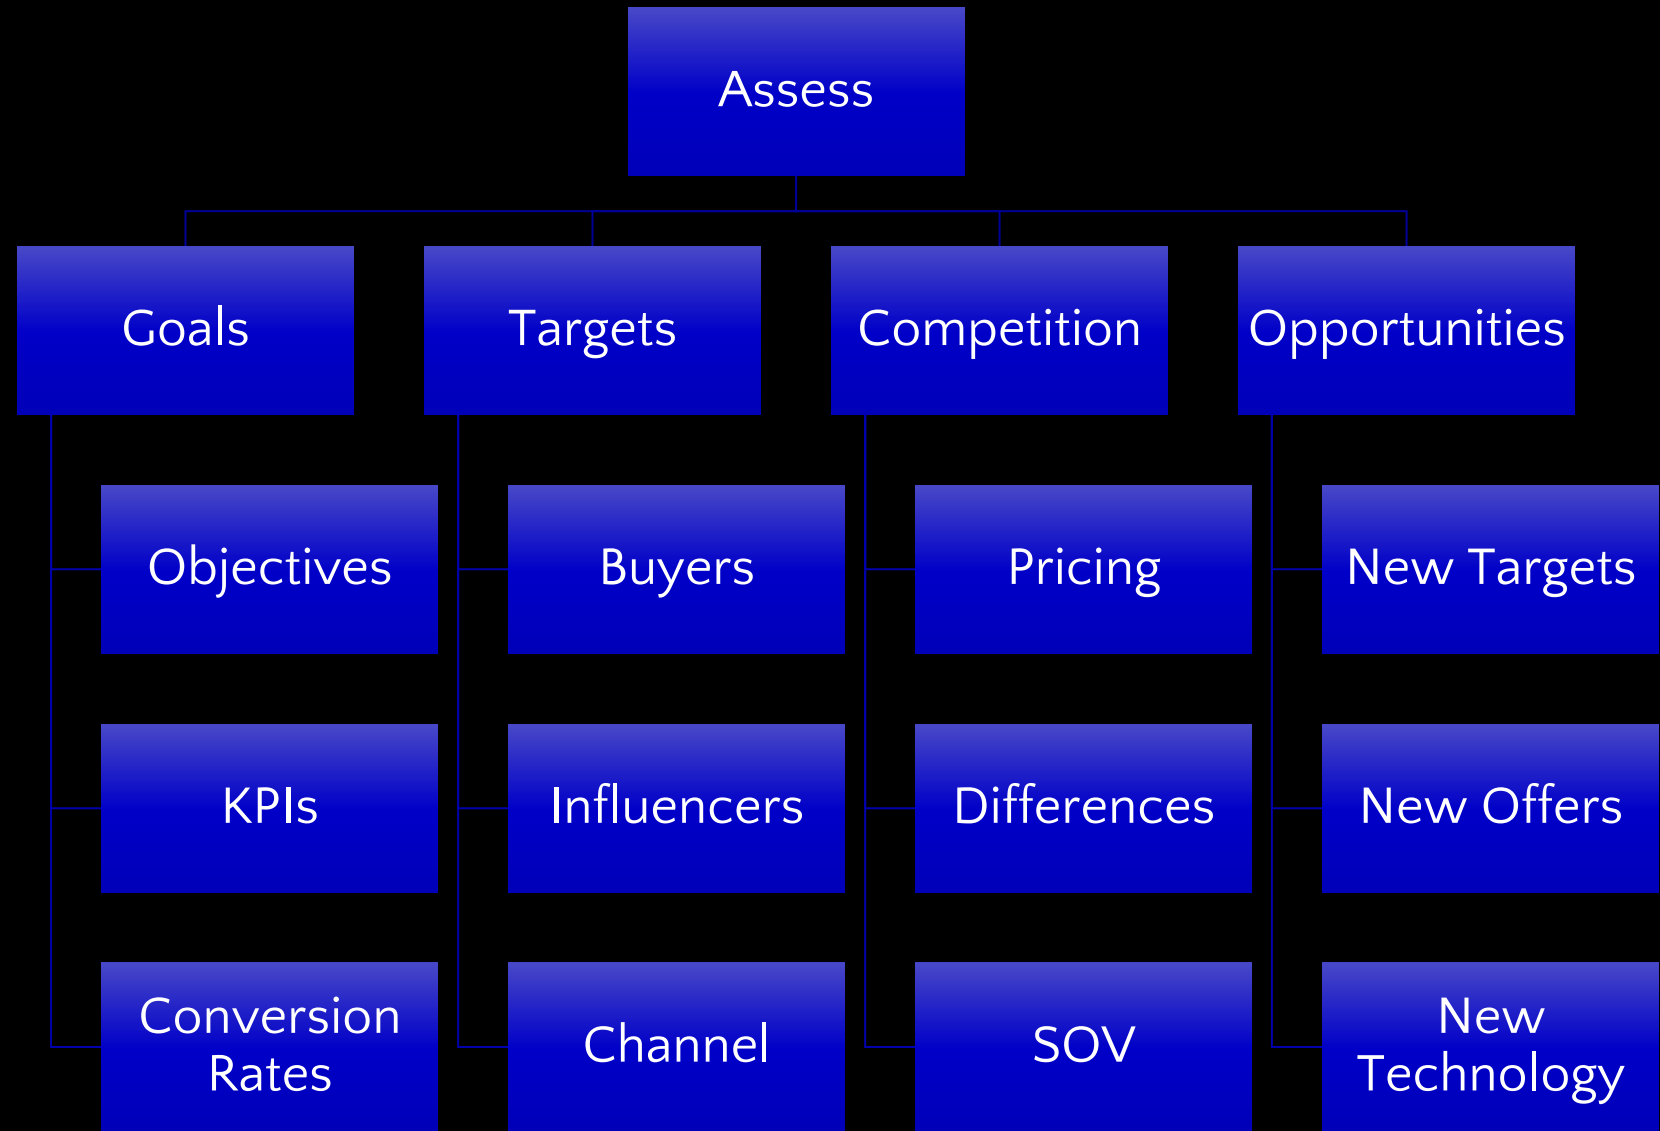 Assess
Goals
Targets
Competition
Opportunities
Objectives
Buyers
Pricing
New Targets
KPIs
Influencers
Differences
New Offers
Conversion
Rates
Channel
SOV
New
Technology